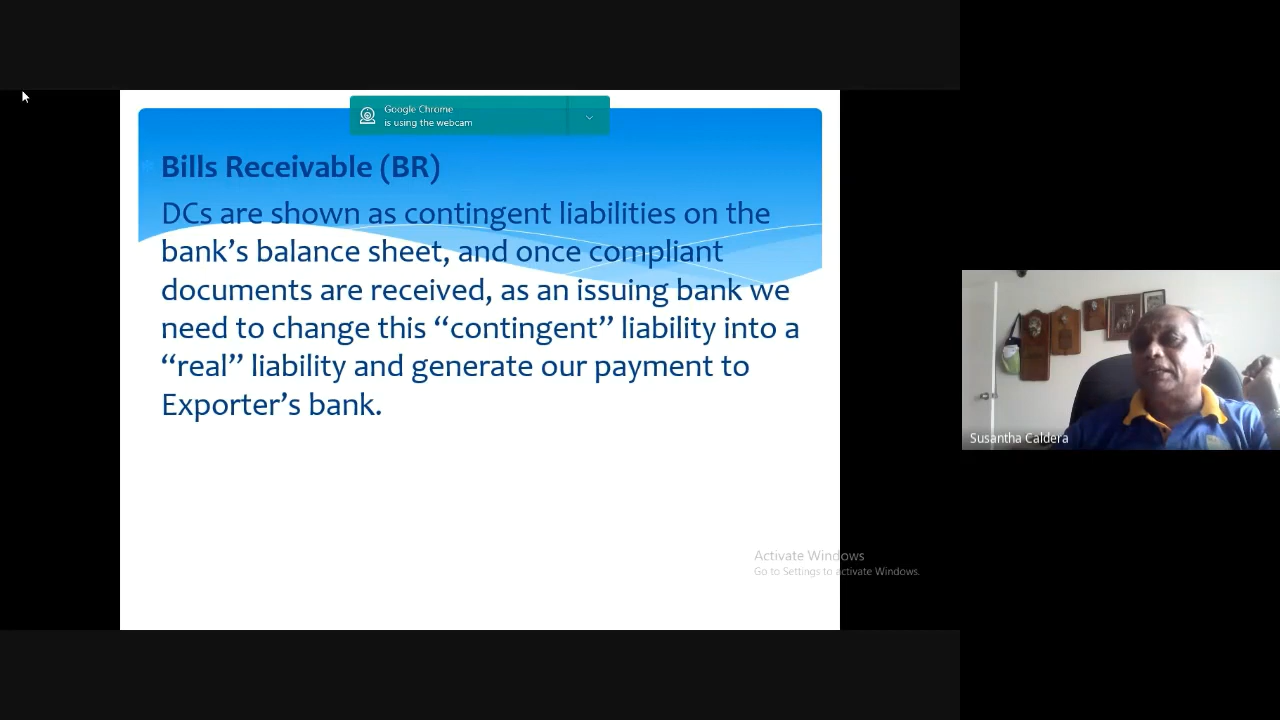 Google Chrome
is using the webcam
Bills Receivable (BR)
DCs are shown as contingent liabilities on the
bank’s balance sheet, and once compliant
documents are received, as an issuing bank we
need to change this “contingent” liability into a
“real” liability and generate our payment to
Exporter’s bank.
Susantha Caldera
Activate Windows
Go to Settings to activate Windows.